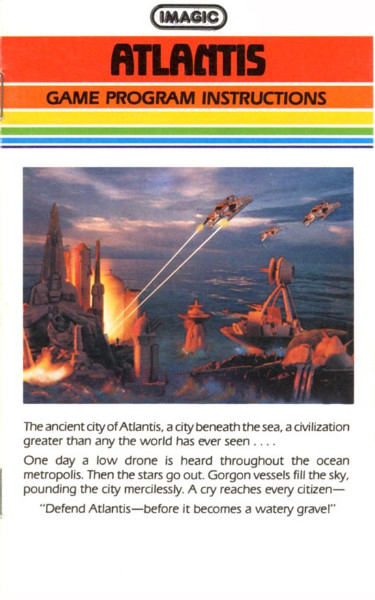 IMAGIC
ATLANTIS
GAME PROGRAM INSTRUCTIONS
The ancient city of Atlantis, a city beneath the sea, a civilization
greater than any the world has ever seen . . . .
One day a low drone is heard throughout the ocean
metropolis. Then the stars go out. Gorgon vessels fill the sky,
pounding the city mercilessly. A cry reaches every citizen—
"Defend Atlantis—before it becomes a watery grave!"